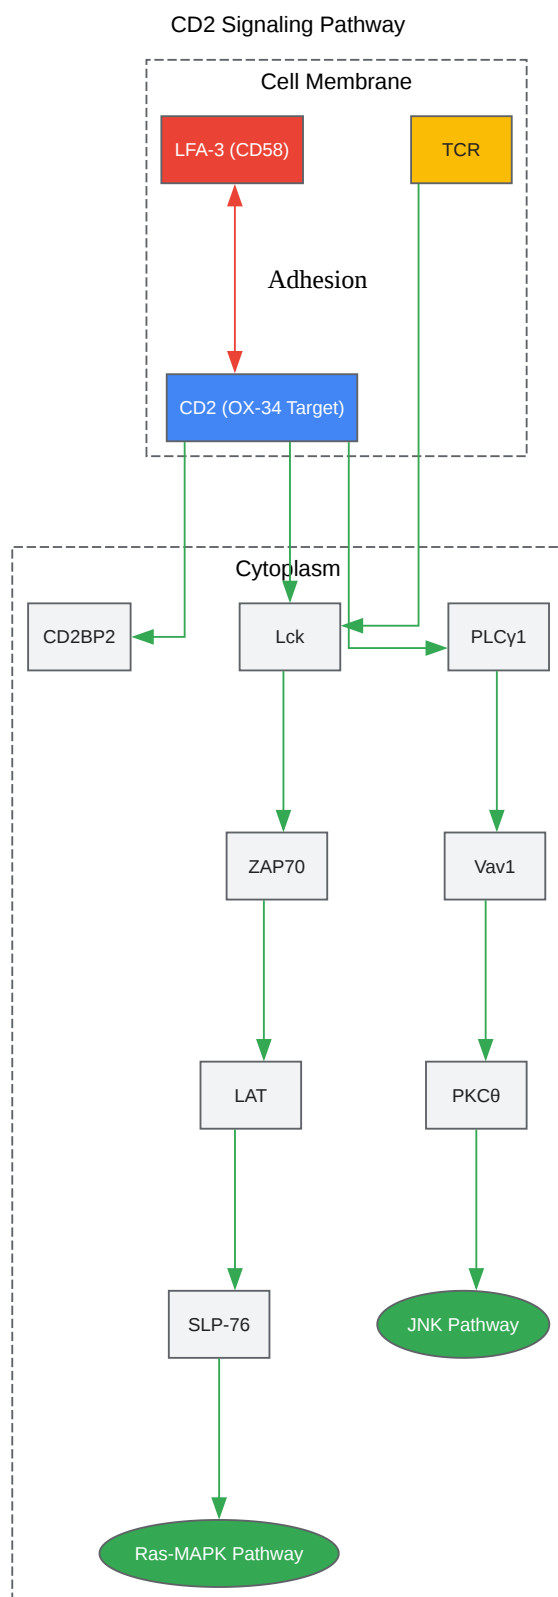 CD2 Signaling Pathway
Cell Membrane
LFA-3 (CD58)
TCR
Adhesion
CD2 (OX-34 Target)
Cytoplasm
CD2BP2
Lck
PLCγ1
ZAP70
Vav1
LAT
PKCθ
SLP-76
JNK Pathway
Ras-MAPK Pathway